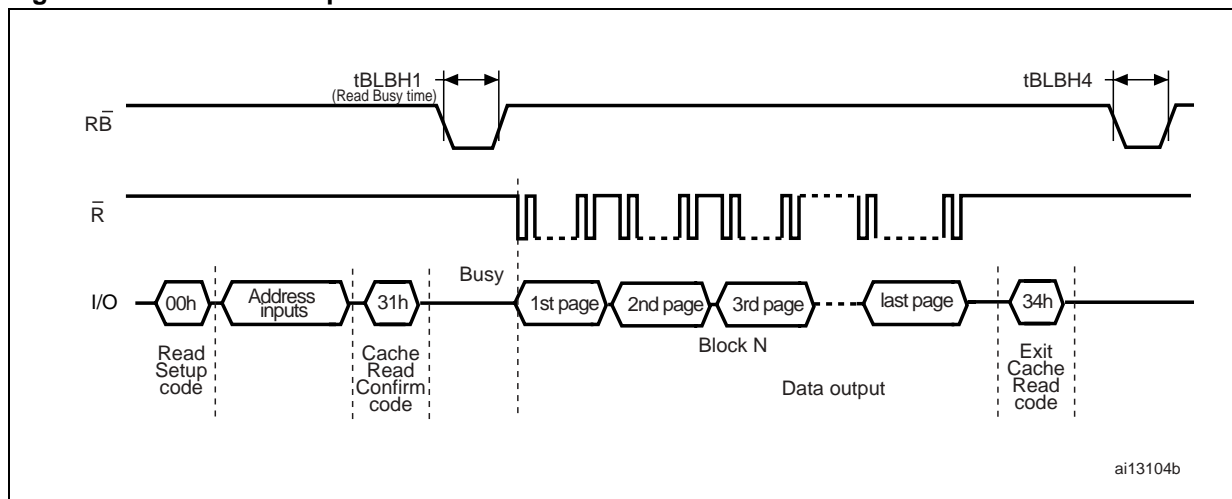 tBLBH1
(Read Busy time)
tBLBH4
RB̅
R̅
Busy
I/O
00h
Address
inputs
31h
1st page
2nd page
3rd page
last page
34h
Read
Setup
code
Cache
Read
Confirm
code
Block N
Data output
Exit
Cache
Read
code
ai13104b